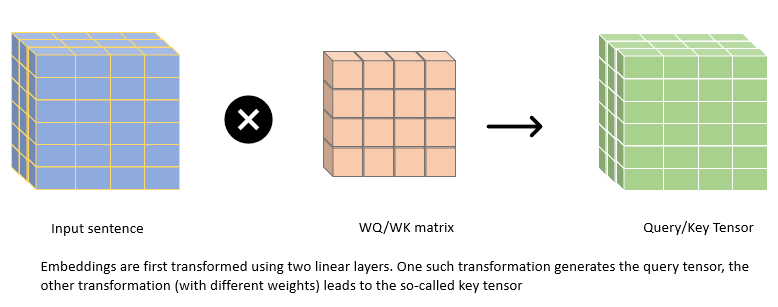 Input sentence
WQ/WK matrix
Query/Key Tensor
Embeddings are first transformed using two linear layers. One such transformation generates the query tensor, the
other transformation (with different weights) leads to the so-called key tensor